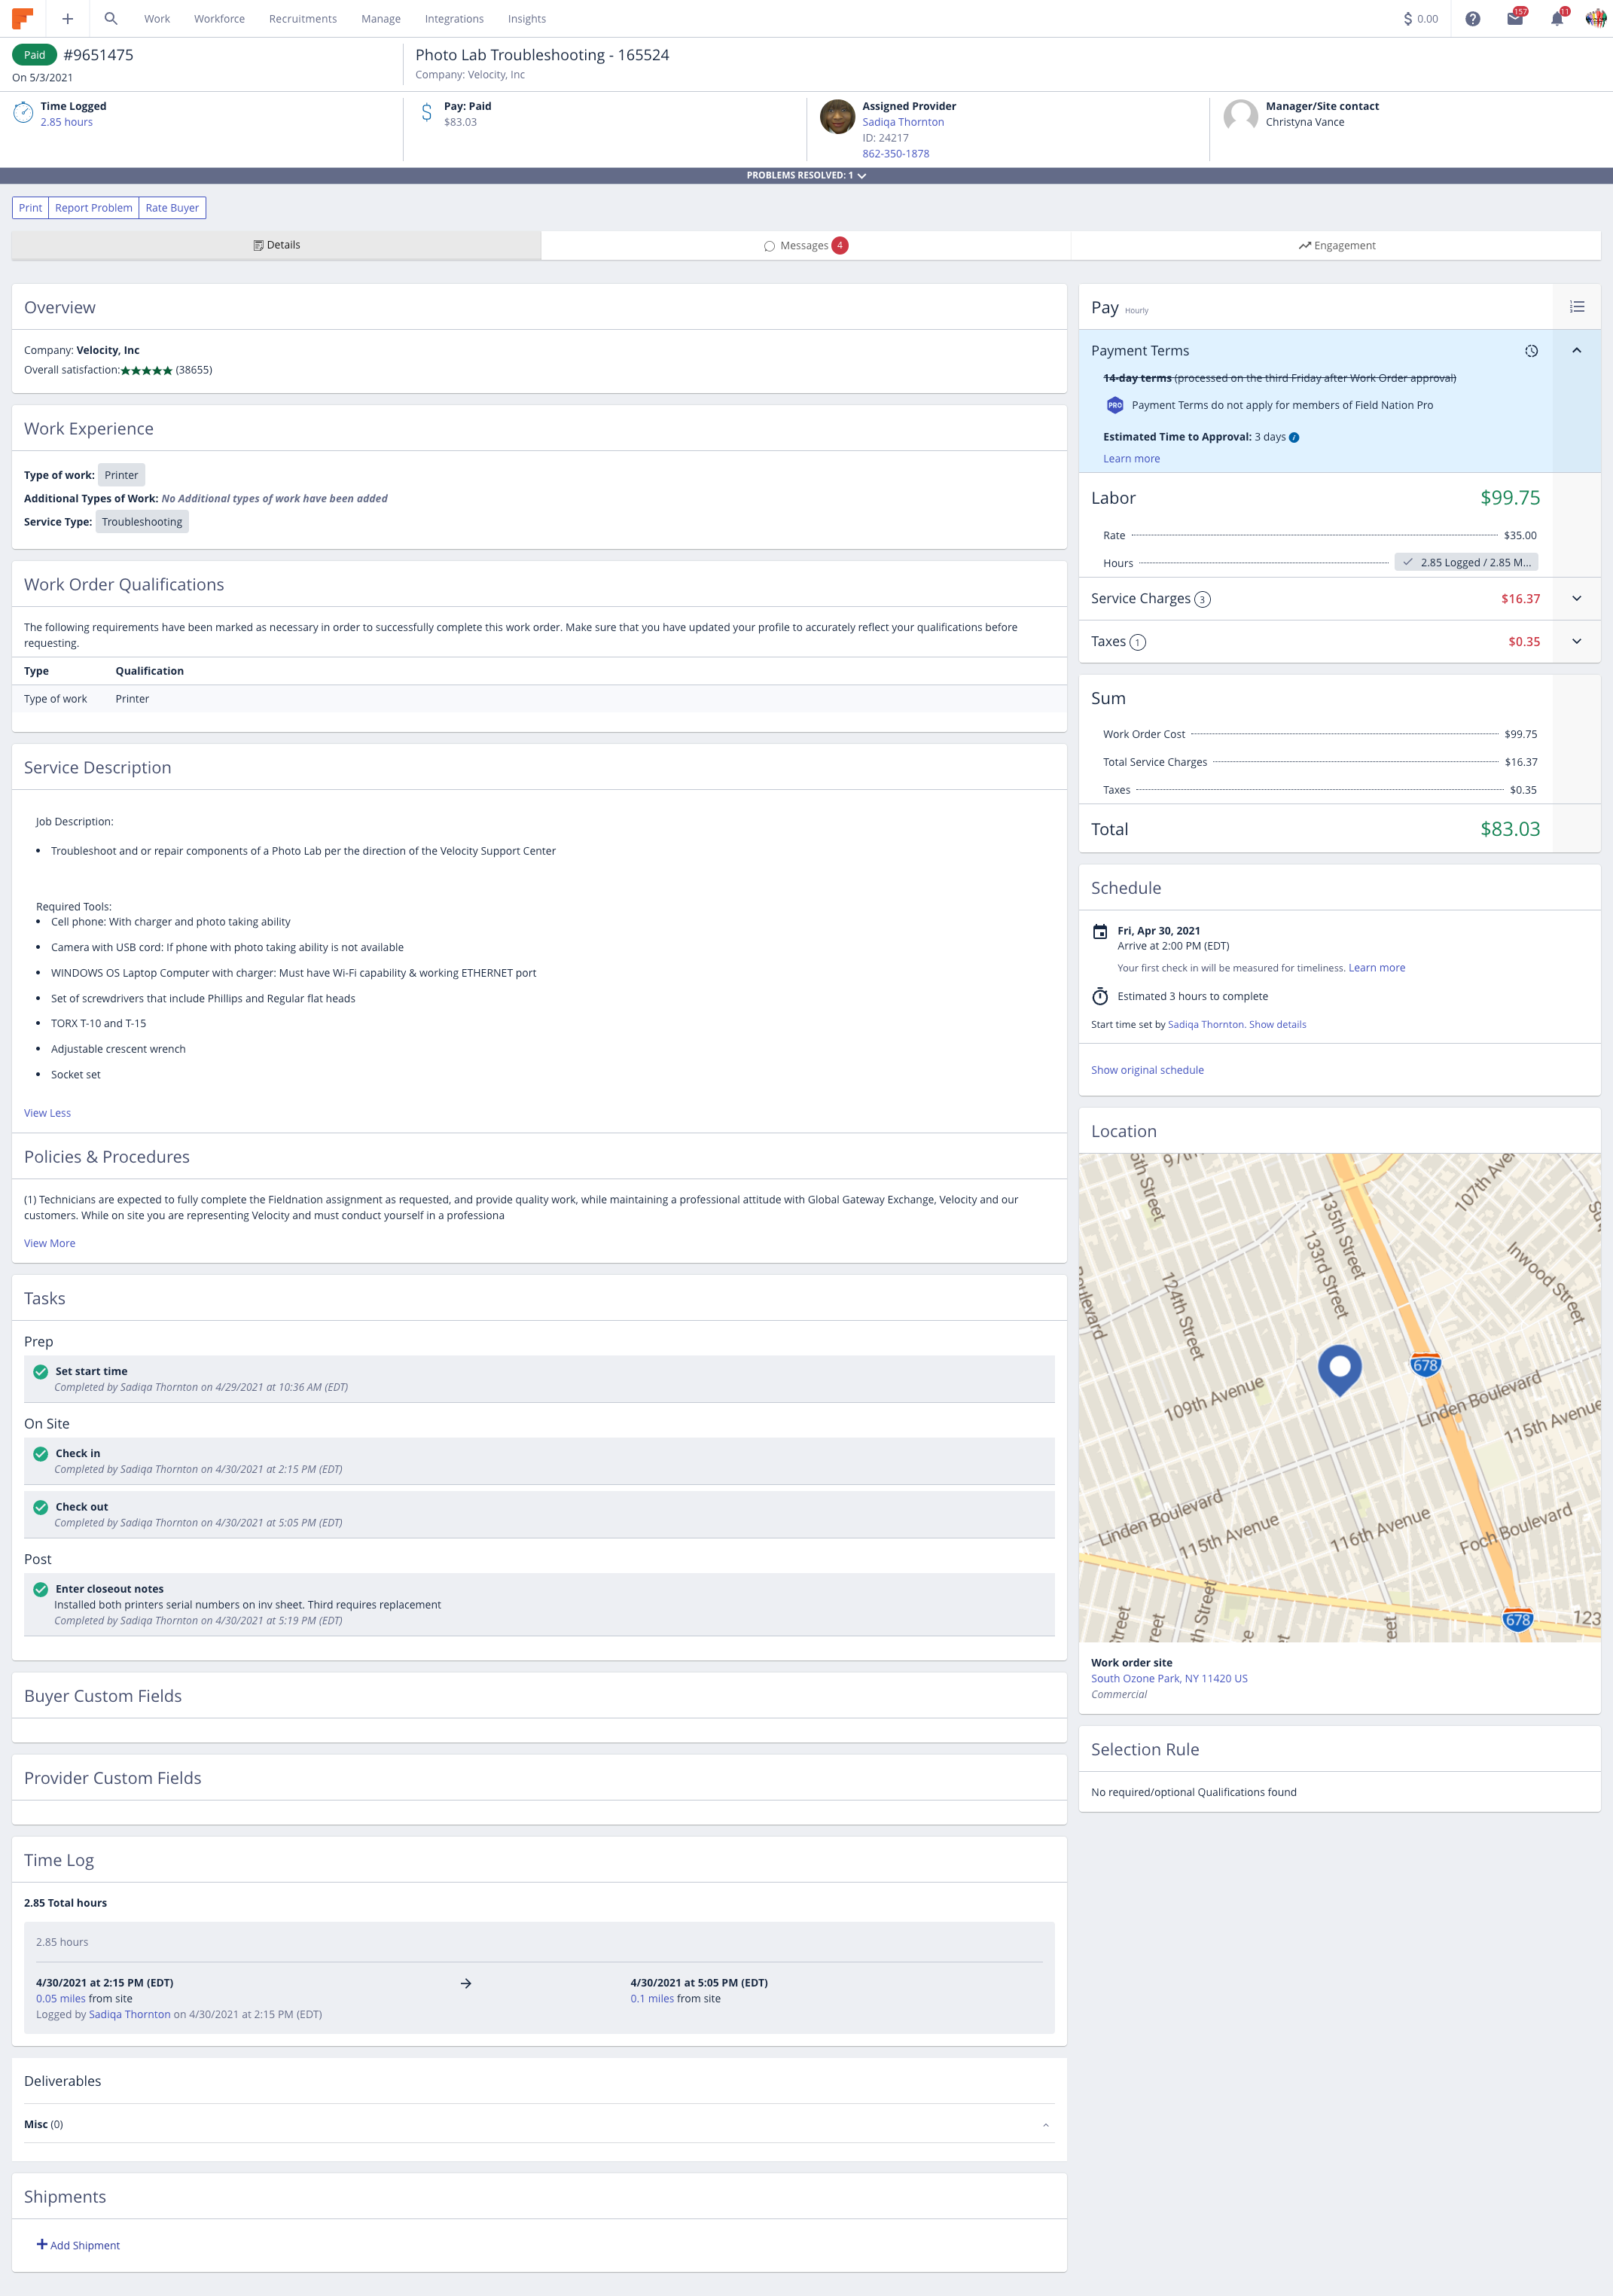 Work Workforce Recruitments Manage Integrations Insights $ 0.00 157 11
Paid #9651475
On 5/3/2021
Photo Lab Troubleshooting - 165524
Company: Velocity, Inc
Time Logged
2.85 hours
Pay: Paid
$83.03
Assigned Provider
Sadiqa Thornton
ID: 24217
862-350-1878
Manager/Site contact
Christyna Vance
PROBLEMS RESOLVED: 1
Print Report Problem Rate Buyer
Details Messages 4 Engagement
Overview
Company: Velocity, Inc
Overall satisfaction:★★★★★ (38655)
Work Experience
Type of work: Printer
Additional Types of Work: No Additional types of work have been added
Service Type: Troubleshooting
Work Order Qualifications
The following requirements have been marked as necessary in order to successfully complete this work order. Make sure that you have updated your profile to accurately reflect your qualifications before
requesting.
Type Qualification
Type of work Printer
Service Description
Job Description:
• Troubleshoot and or repair components of a Photo Lab per the direction of the Velocity Support Center
Required Tools:
• Cell phone: With charger and photo taking ability
• Camera with USB cord: If phone with photo taking ability is not available
• WINDOWS OS Laptop Computer with charger: Must have Wi-Fi capability & working ETHERNET port
• Set of screwdrivers that include Phillips and Regular flat heads
• TORX T-10 and T-15
• Adjustable crescent wrench
• Socket set
View Less
Policies & Procedures
(1) Technicians are expected to fully complete the Fieldnation assignment as requested, and provide quality work, while maintaining a professional attitude with Global Gateway Exchange, Velocity and our
customers. While on site you are representing Velocity and must conduct yourself in a professiona
View More
Tasks
Prep
Set start time
Completed by Sadiqa Thornton on 4/29/2021 at 10:36 AM (EDT)
On Site
Check in
Completed by Sadiqa Thornton on 4/30/2021 at 2:15 PM (EDT)
Check out
Completed by Sadiqa Thornton on 4/30/2021 at 5:05 PM (EDT)
Post
Enter closeout notes
Installed both printers serial numbers on inv sheet. Third requires replacement
Completed by Sadiqa Thornton on 4/30/2021 at 5:19 PM (EDT)
Buyer Custom Fields
Provider Custom Fields
Time Log
2.85 Total hours
2.85 hours
4/30/2021 at 2:15 PM (EDT) → 4/30/2021 at 5:05 PM (EDT)
0.05 miles from site 0.1 miles from site
Logged by Sadiqa Thornton on 4/30/2021 at 2:15 PM (EDT)
Deliverables
Misc (0)
Shipments
+ Add Shipment
Pay Hourly
Payment Terms
14-day terms (processed on the third Friday after Work Order approval)
PRO Payment Terms do not apply for members of Field Nation Pro
Estimated Time to Approval: 3 days
Learn more
Labor $99.75
Rate $35.00
Hours 2.85 Logged / 2.85 M...
Service Charges 3 $16.37
Taxes 1 $0.35
Sum
Work Order Cost $99.75
Total Service Charges $16.37
Taxes $0.35
Total $83.03
Schedule
Fri, Apr 30, 2021
Arrive at 2:00 PM (EDT)
Your first check in will be measured for timeliness. Learn more
Estimated 3 hours to complete
Start time set by Sadiqa Thornton. Show details
Show original schedule
Location
107th Ave
135th Street
133rd Street
124th Street
Inwood Street
109th Avenue
678
Linden Boulevard
115th Avenue
Linden Boulevard
115th Avenue
116th Avenue
Foch Boulevard
678
123
Work order site
South Ozone Park, NY 11420 US
Commercial
Selection Rule
No required/optional Qualifications found